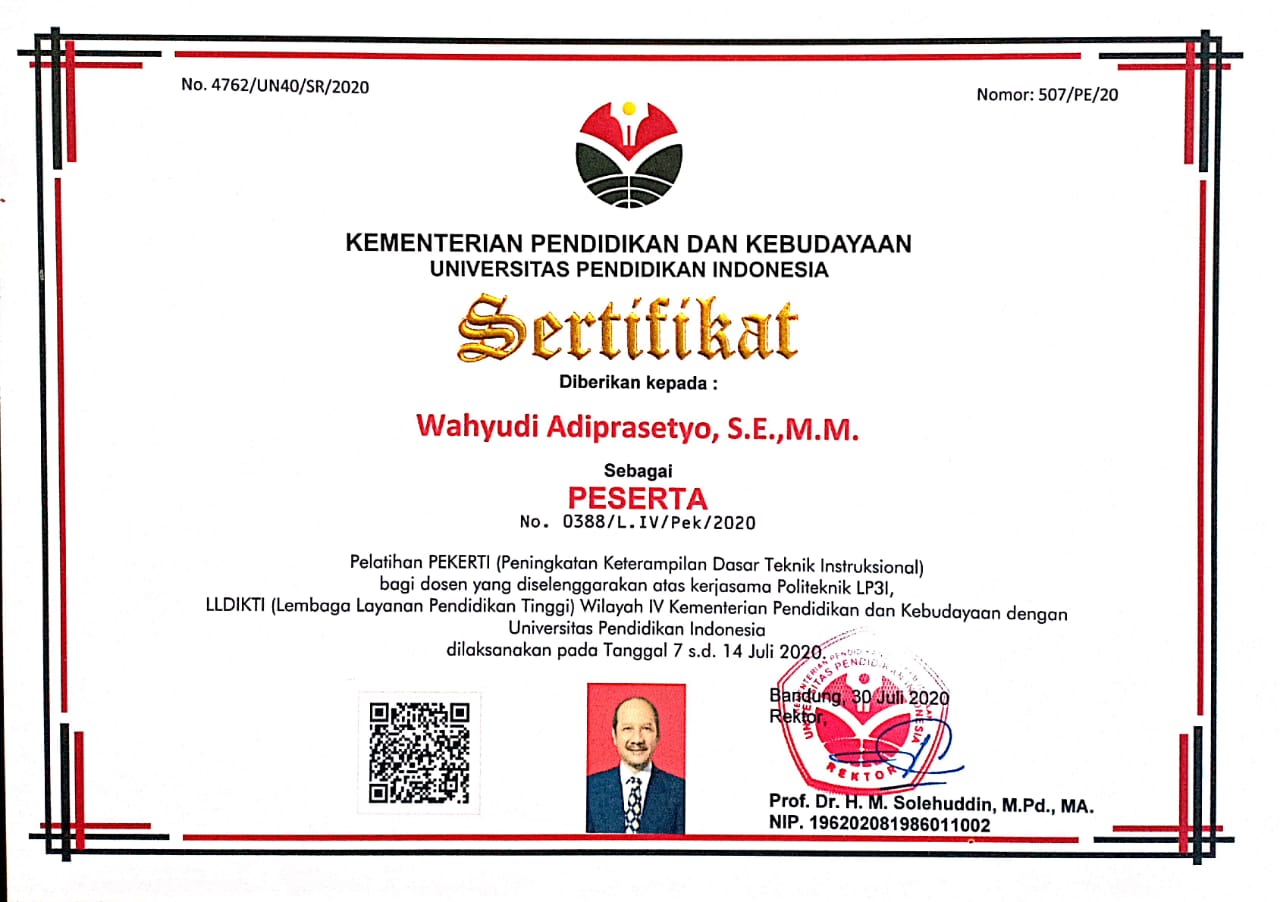 No. 4762/UN40/SR/2020
Nomor: 507/PE/20
KEMENTERIAN PENDIDIKAN DAN KEBUDAYAAN
UNIVERSITAS PENDIDIKAN INDONESIA
Sertifikat
Diberikan kepada :
Wahyudi Adiprasetyo, S.E.,M.M.
Sebagai
PESERTA
No. 0388/L.IV/Pek/2020
Pelatihan PEKERTI (Peningkatan Keterampilan Dasar Teknik Instruksional)
bagi dosen yang diselenggarakan atas kerjasama Politeknik LP3I,
LLDIKTI (Lembaga Layanan Pendidikan Tinggi) Wilayah IV Kementerian Pendidikan dan Kebudayaan dengan
Universitas Pendidikan Indonesia
dilaksanakan pada Tanggal 7 s.d. 14 Juli 2020.
Bandung, 30 Juli 2020
Rektor,
UNIVERSITAS PENDIDIKAN INDONESIA
REKTOR
Prof. Dr. H. M. Solehuddin, M.Pd., MA.
NIP. 196202081986011002